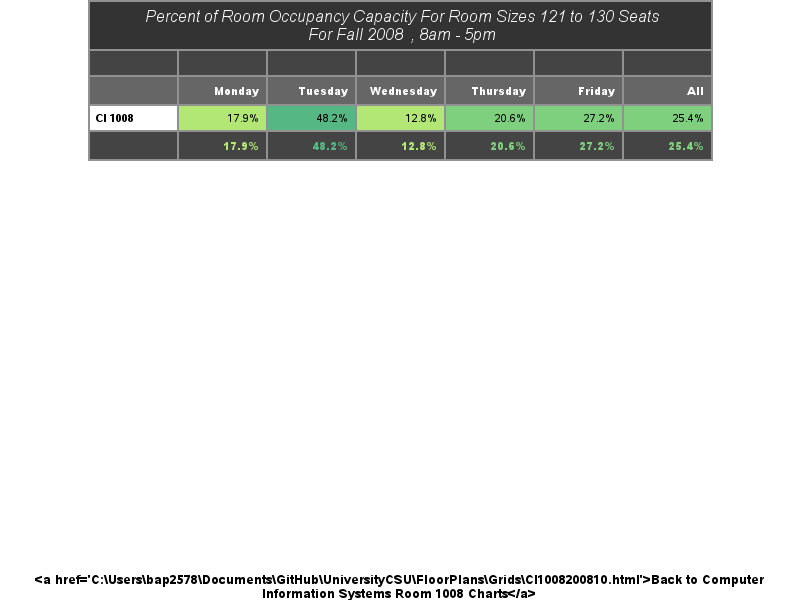 Percent of Room Occupancy Capacity For Room Sizes 121 to 130 Seats
For Fall 2008 , 8am - 5pm
Monday Tuesday Wednesday Thursday Friday All
CI 1008 17.9% 48.2% 12.8% 20.6% 27.2% 25.4%
17.9% 48.2% 12.8% 20.6% 27.2% 25.4%
<a href='C:\Users\bap2578\Documents\GitHub\UniversityCSU\FloorPlans\Grids\CI1008200810.html'>Back to Computer
Information Systems Room 1008 Charts</a>